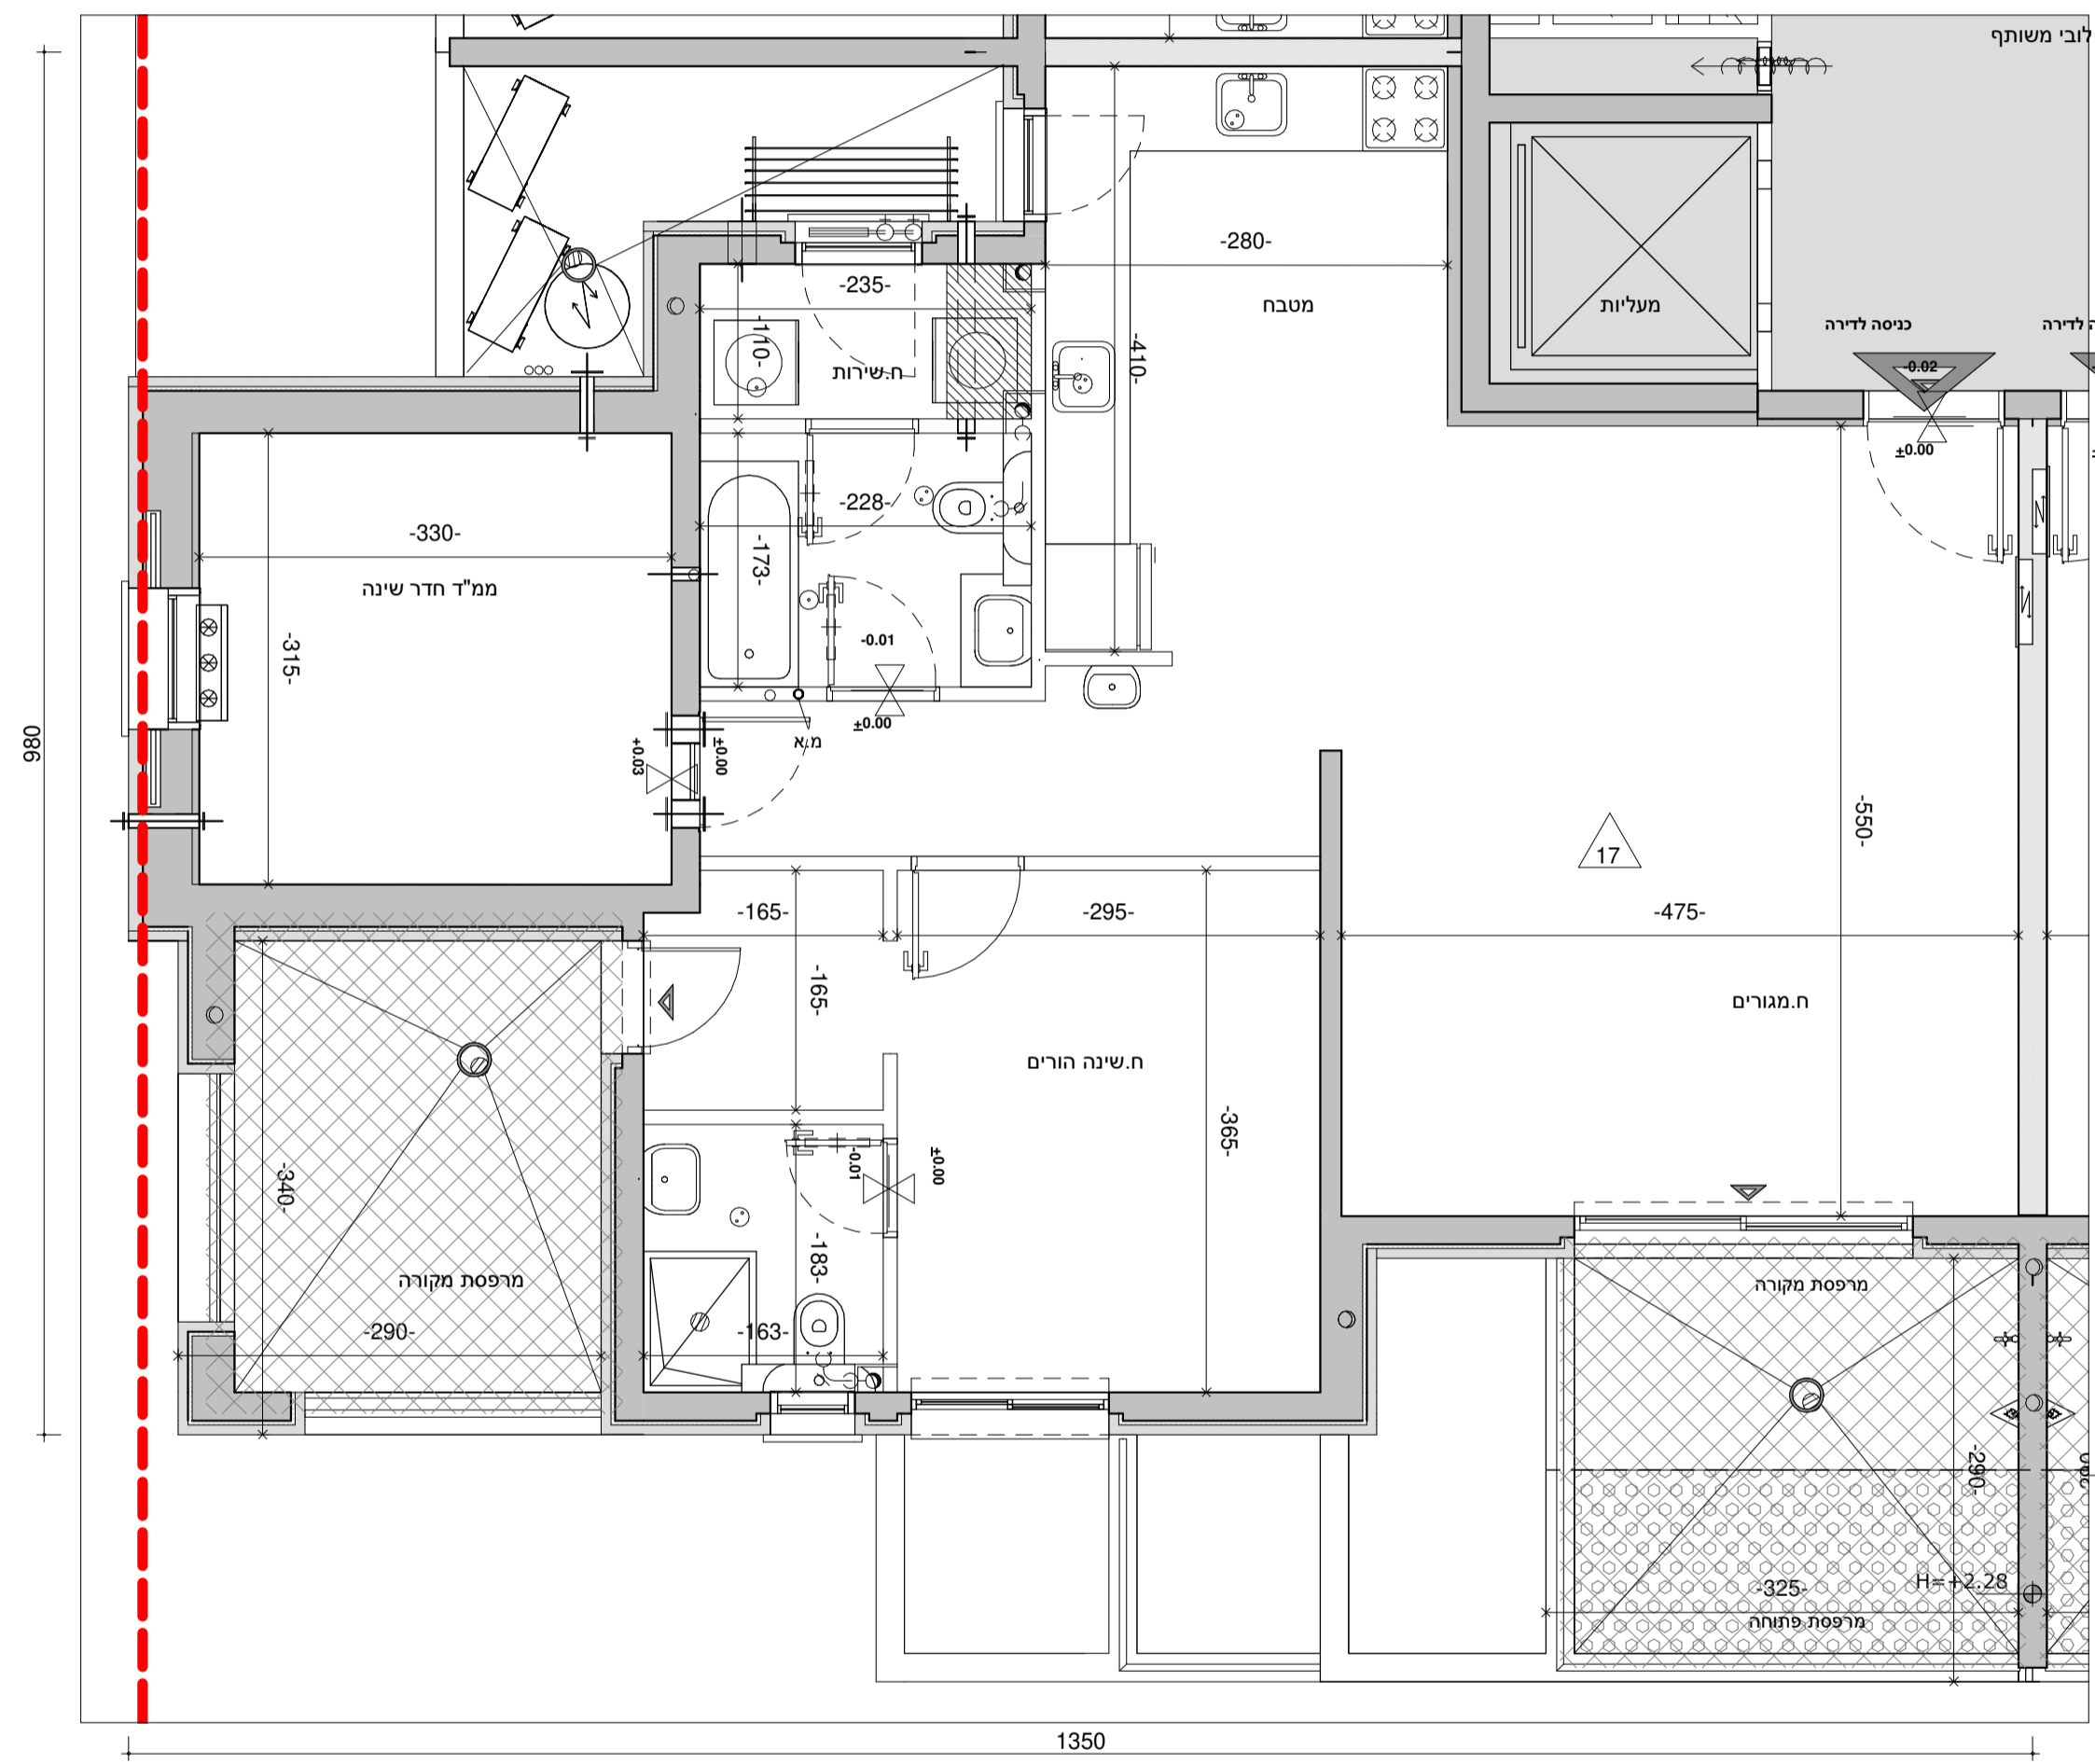 לובי משותף
-280-
-235-
מטבח
מעליות
כניסה לדירה
-0.02
-110-
ח.שירות
-410-
±0.00
-228-
-330-
-173-
ממ"ד חדר שינה
-315-
-0.01
±0.00
מ.א
+0.03
±0.00
980
17
-550-
-165-
-295-
-475-
-165-
ח.מגורים
ח.שינה הורים
-365-
-0.01
±0.00
-340-
-183-
מרפסת מקורה
-290-
-163-
מרפסת מקורה
-290-
H=+2.28
-325-
מרפסת פתוחה
1350